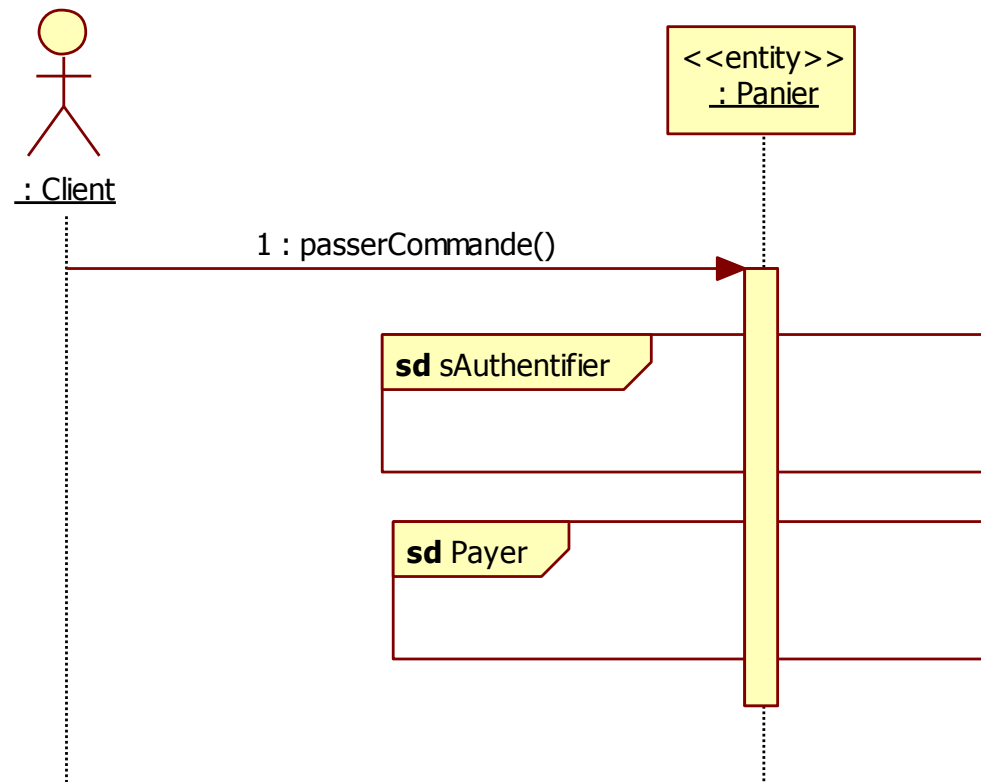 <<entity>>
: Panier
: Client
1 : passerCommande()
sd sAuthentifier
sd Payer